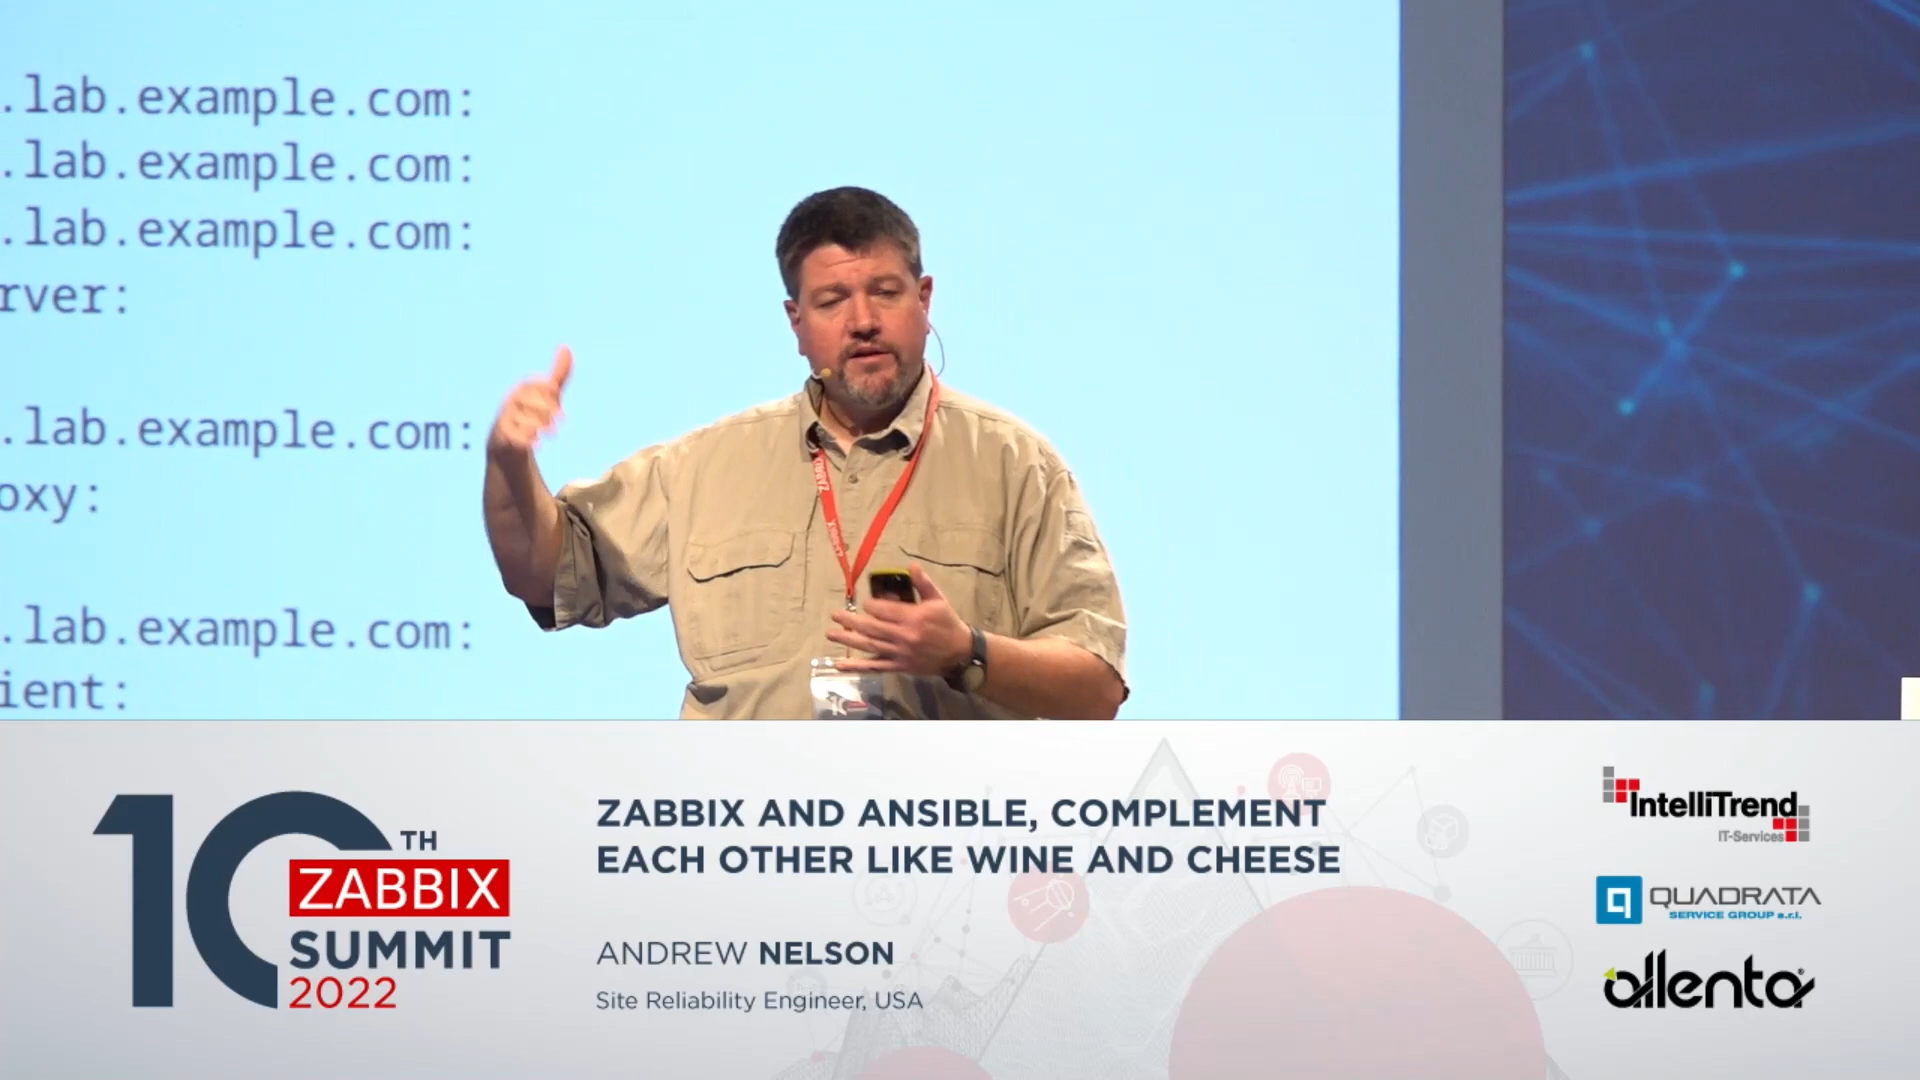 .lab.example.com:
.lab.example.com:
.lab.example.com:
rver:
.lab.example.com:
oxy:
.lab.example.com:
ient:
ZABBIX
10
TH
ZABBIX
SUMMIT
2022
ZABBIX AND ANSIBLE, COMPLEMENT
EACH OTHER LIKE WINE AND CHEESE
ANDREW NELSON
Site Reliability Engineer, USA
IntelliTrend
IT-Services
QUADRATA
SERVICE GROUP s.r.l.
allenta